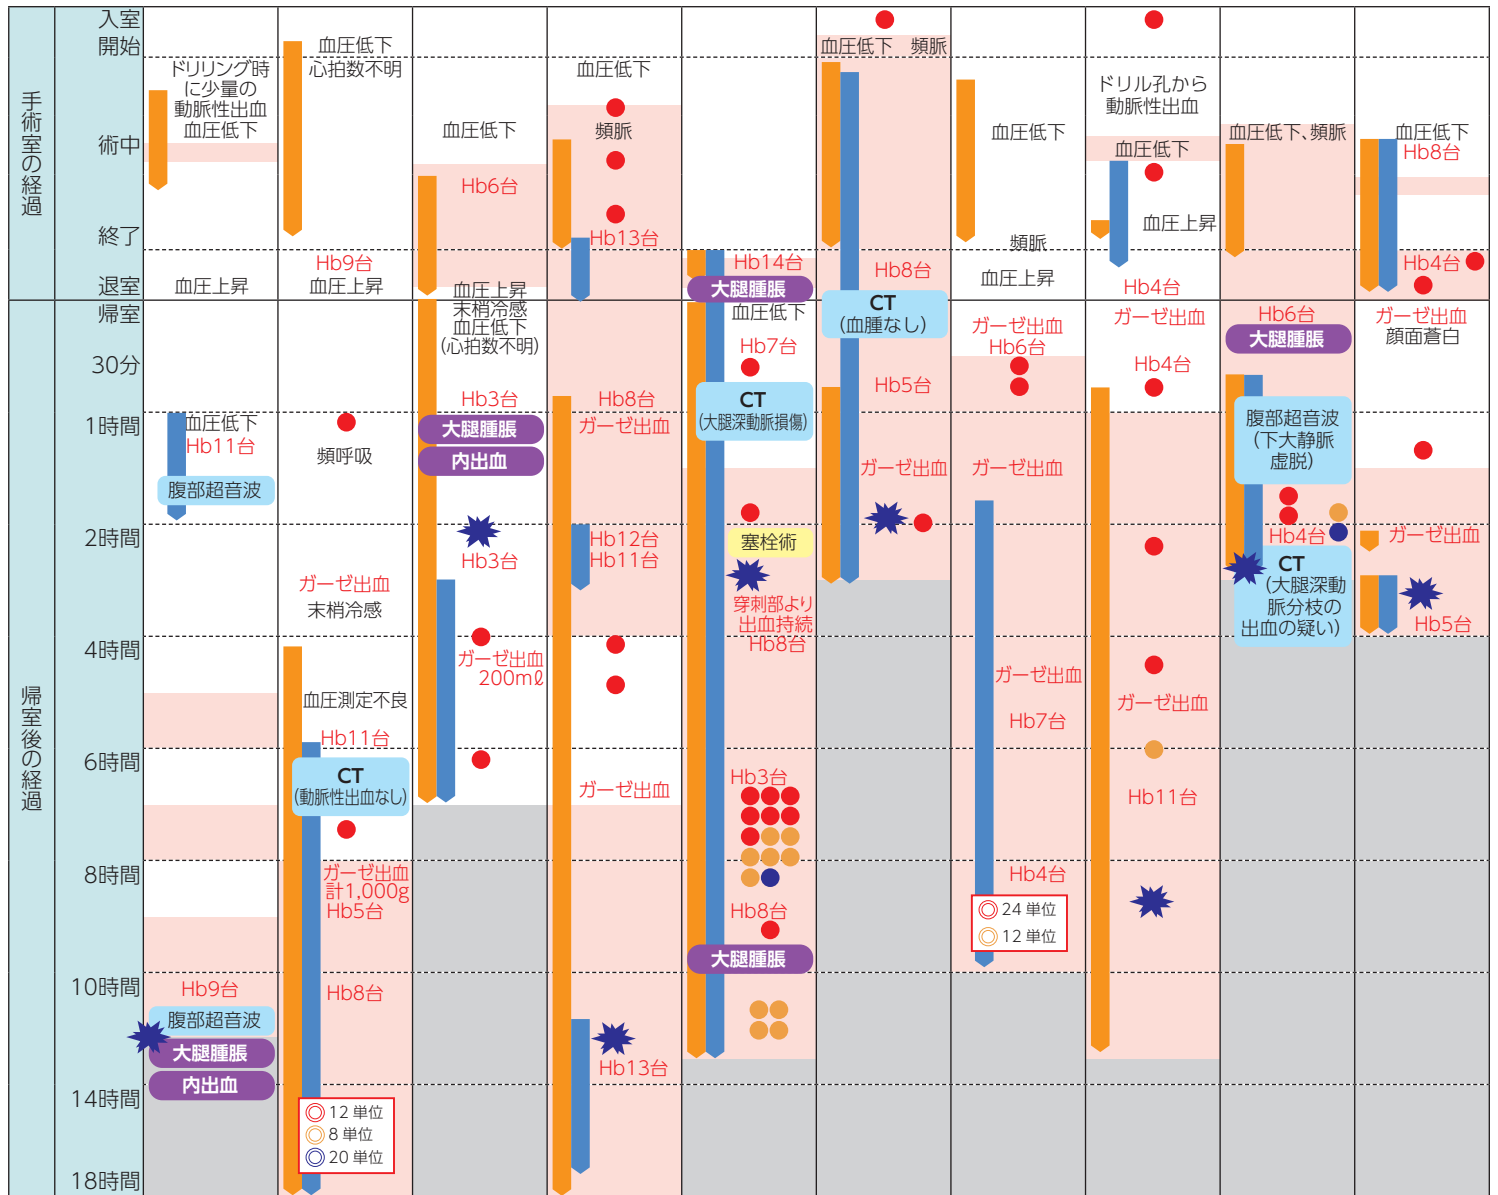 手術室の経過
入室
開始
術中
終了
退室
帰室後の経過
帰室
30分
1時間
2時間
4時間
6時間
8時間
10時間
14時間
18時間
ドリリング時
に少量の
動脈性出血
血圧低下
血圧上昇
血圧低下
Hb11台
腹部超音波
Hb9台
腹部超音波
大腿腫脹
内出血
血圧低下
心拍数不明
Hb9台
血圧上昇
頻呼吸
ガーゼ出血
末梢冷感
血圧測定不良
Hb11台
CT
(動脈性出血なし)
ガーゼ出血
計1,000g
Hb5台
Hb8台
12単位
8単位
20単位
血圧低下
Hb6台
血圧上昇
末梢冷感
血圧低下
(心拍数不明)
Hb3台
大腿腫脹
内出血
Hb3台
ガーゼ出血
200mℓ
血圧低下
頻脈
Hb13台
Hb8台
ガーゼ出血
Hb12台
Hb11台
ガーゼ出血
Hb13台
Hb14台
大腿腫脹
血圧低下
Hb7台
CT
(大腿深動脈損傷)
塞栓術
穿刺部より
出血持続
Hb8台
Hb3台
Hb8台
大腿腫脹
血圧低下 頻脈
Hb8台
CT
(血腫なし)
Hb5台
ガーゼ出血
血圧低下
頻脈
血圧上昇
ガーゼ出血
Hb6台
ガーゼ出血
ガーゼ出血
Hb7台
Hb4台
24単位
12単位
ドリル孔から
動脈性出血
血圧低下
血圧上昇
Hb4台
ガーゼ出血
Hb4台
ガーゼ出血
Hb11台
血圧低下、頻脈
Hb6台
大腿腫脹
腹部超音波
(下大静脈
虚脱)
Hb4台
CT
(大腿深動
脈分枝の
出血の疑い)
血圧低下
Hb8台
Hb4台
ガーゼ出血
顔面蒼白
ガーゼ出血
Hb5台